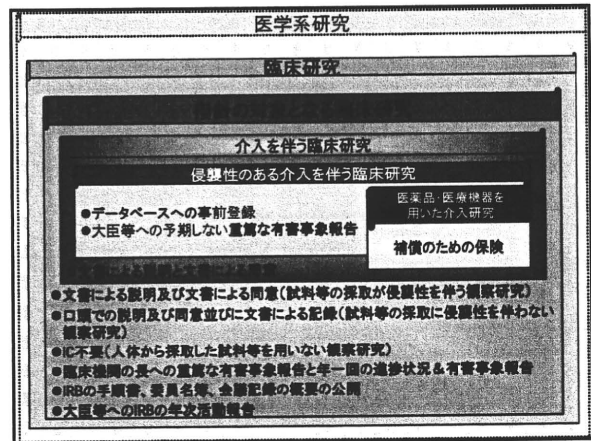 医学系研究
臨床研究
介入を伴う臨床研究
侵襲性のある介入を伴う臨床研究
●データベースへの事前登録
●大臣等への予期しない重篤な有害事象報告
医薬品・医療機器を
用いた介入研究
補償のための保険
●文書による説明及び文書による同意(試料等の採取が侵襲性を伴う観察研究)
●口頭での説明及び同意並びに文書による記録(試料等の採取に侵襲性を伴わない
観察研究)
●IC不要(人体から採取した試料等を用いない観察研究)
●臨床機関の長への重篤な有害事象報告と年一回の進捗状況&有害事象報告
●IRBの手順書、委員名簿、会議記録の概要の公開
●大臣等へのIRBの年次活動報告